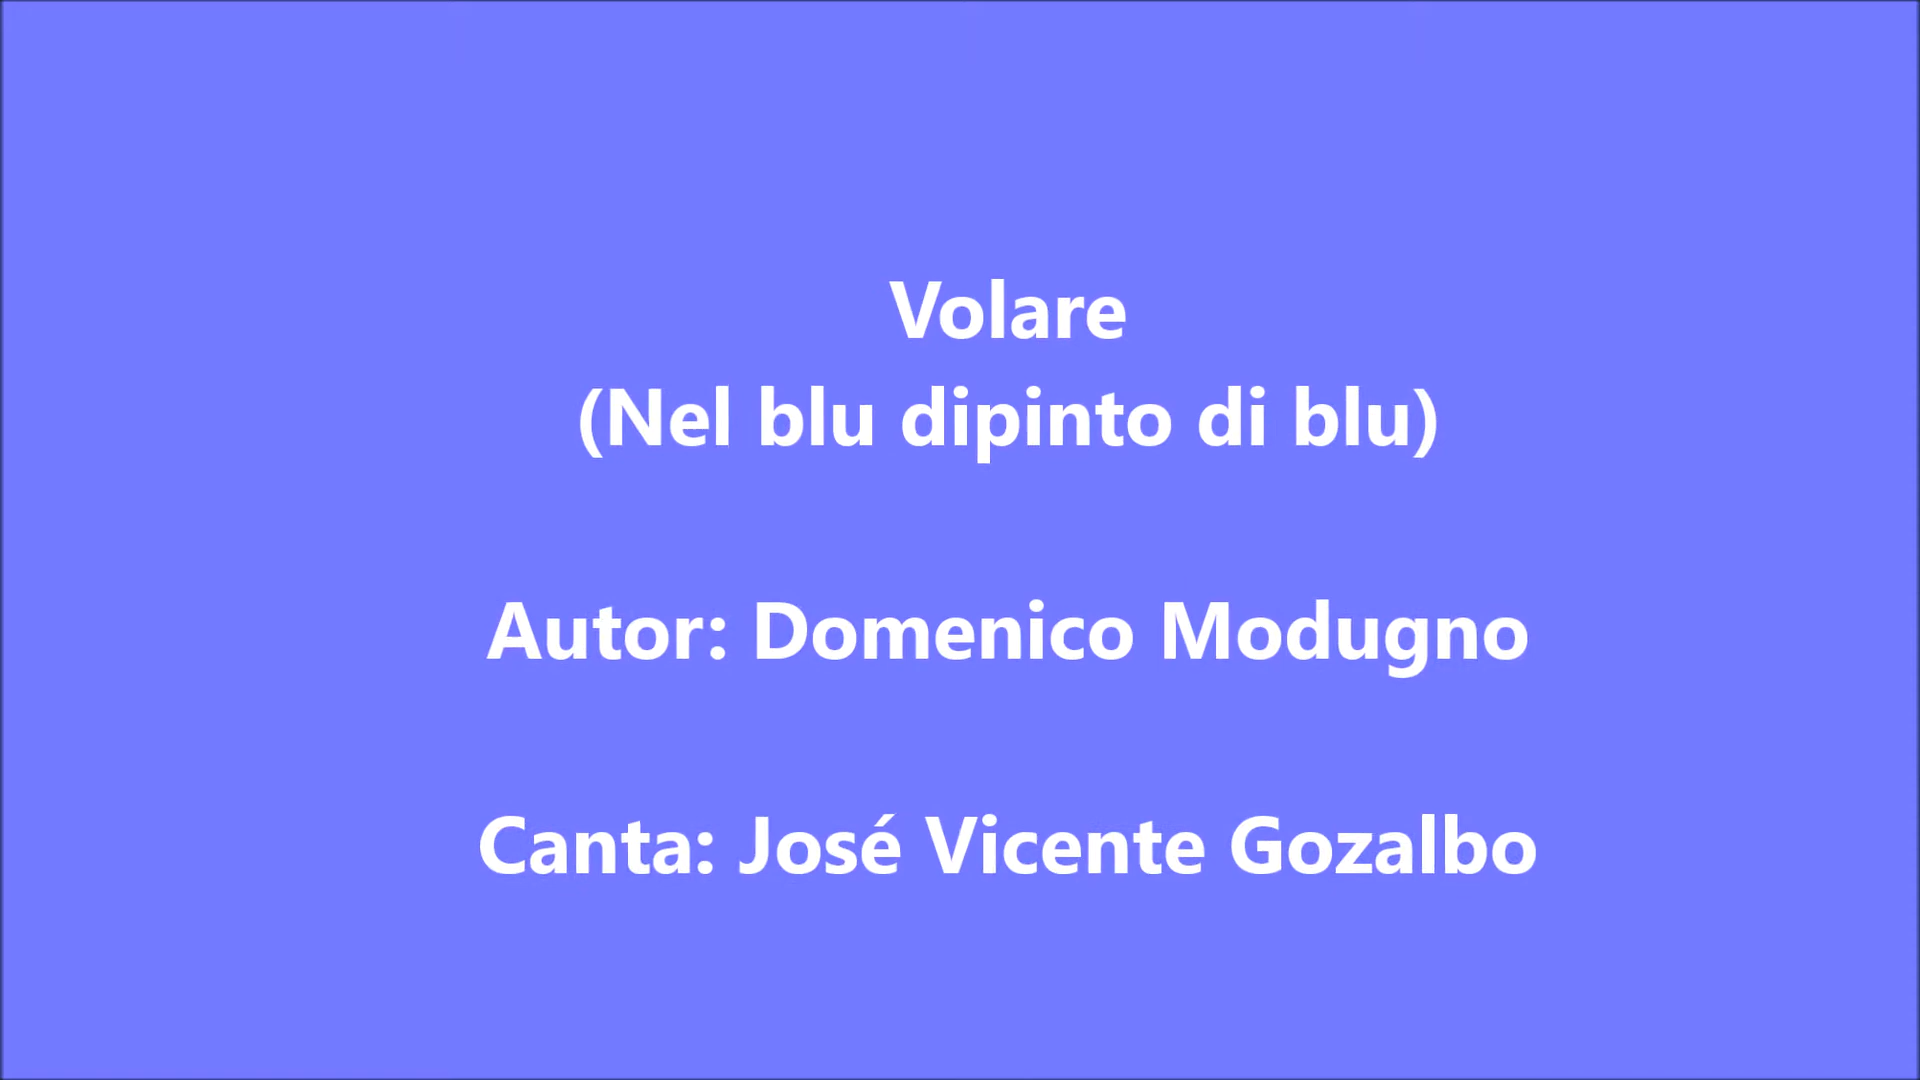 Volare
(Nel blu dipinto di blu)
Autor: Domenico Modugno
Canta: José Vicente Gozalbo